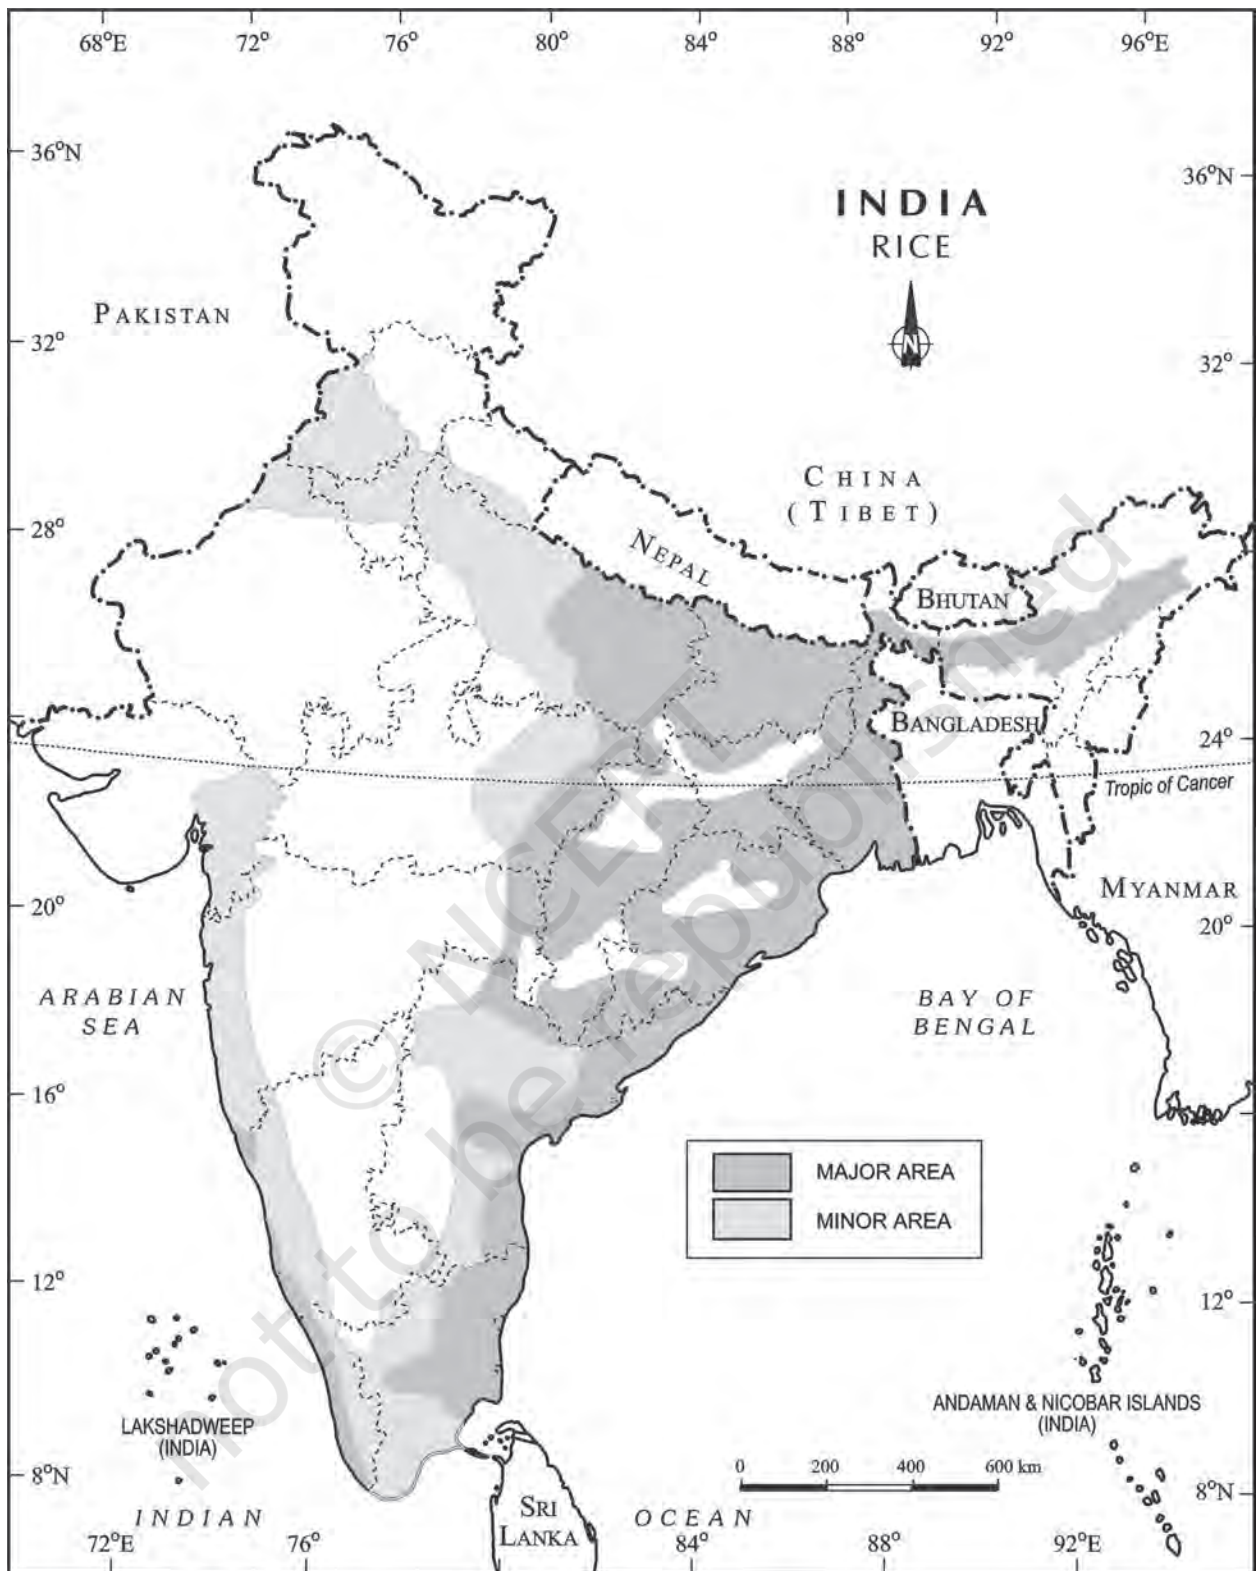 68°E 72° 76° 80° 84° 88° 92° 96°E
36°N
36°N
INDIA
RICE
N
PAKISTAN
32°
32°
CHINA
(TIBET)
28°
NEPAL
BHUTAN
BANGLADESH
24°
Tropic of Cancer
MYANMAR
20°
20°
ARABIAN
SEA
BAY OF
BENGAL
16°
MAJOR AREA
MINOR AREA
12°
12°
LAKSHADWEEP
(INDIA)
ANDAMAN & NICOBAR ISLANDS
(INDIA)
8°N
0 200 400 600 km
8°N
INDIAN
SRI
LANKA
OCEAN
72°E 76° 84° 88° 92°E
© NCERT
not to be republished